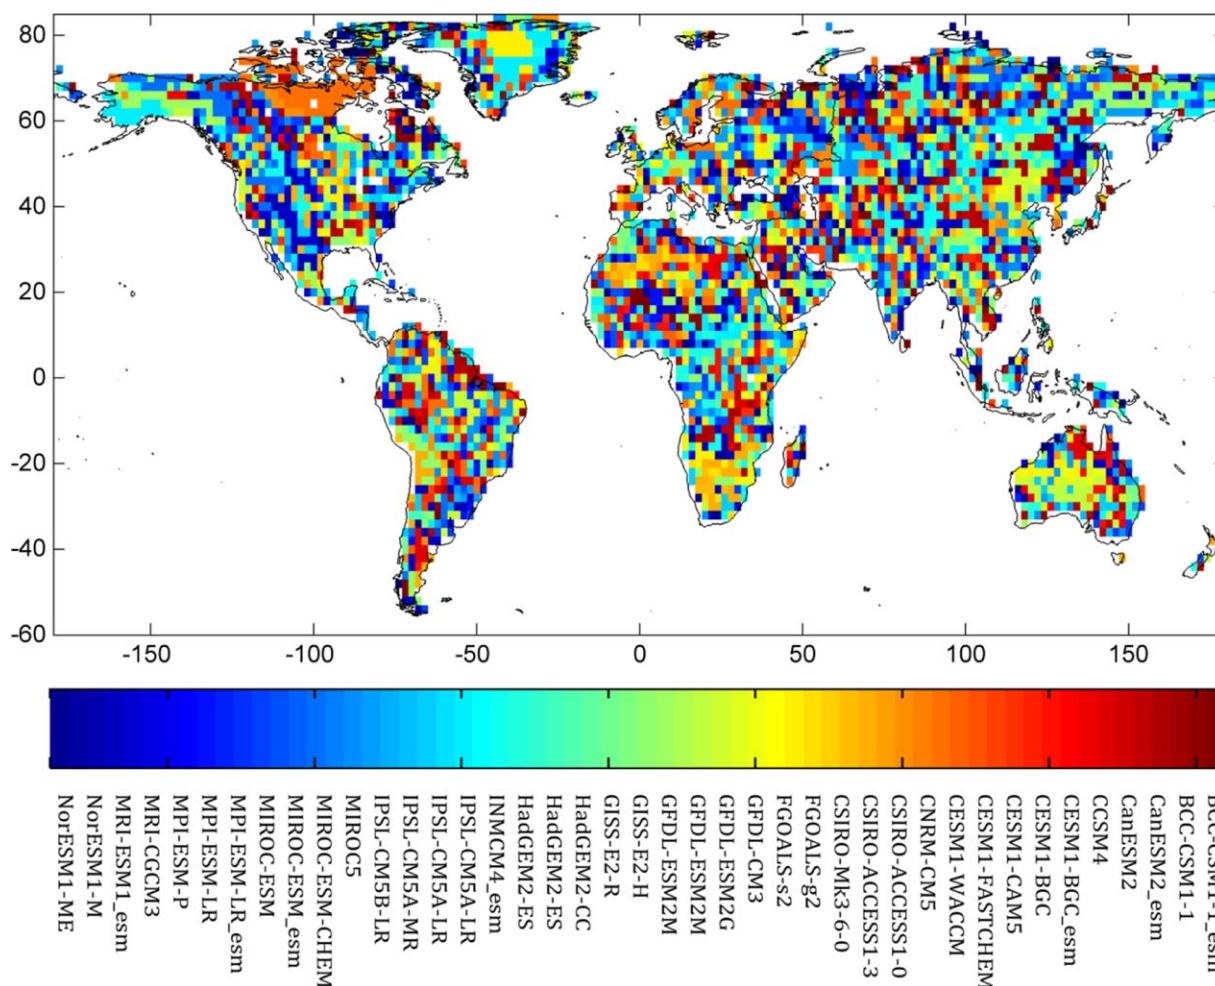 80
60
40
20
0
-20
-40
-60
-150
-100
-50
0
50
100
150
NorESM1-ME
NorESM1-M
MRI-ESM1_esm
MRI-CGCM3
MPI-ESM-P
MPI-ESM-LR
MPI-ESM-LR_esm
MIROC-ESM
MIROC-ESM_esm
MIROC-ESM-CHEM
MIROC5
IPSL-CM5B-LR
IPSL-CM5A-MR
IPSL-CM5A-LR
IPSL-CM5A-LR
INMCM4_esm
HadGEM2-ES
HadGEM2-ES
HadGEM2-CC
GISS-E2-R
GISS-E2-H
GFDL-ESM2M
GFDL-ESM2M
GFDL-ESM2G
GFDL-CM3
FGOALS-s2
FGOALS-g2
CSIRO-Mk3-6-0
CSIRO-ACCESS1-3
CSIRO-ACCESS1-0
CNRM-CM5
CESM1-WACCM
CESM1-FASTCHEM
CESM1-CAM5
CESM1-BGC
CESM1-BGC_esm
CCSM4
CanESM2
CanESM2_esm
BCC-CSM1-1
BCC-CSM1-1_esm